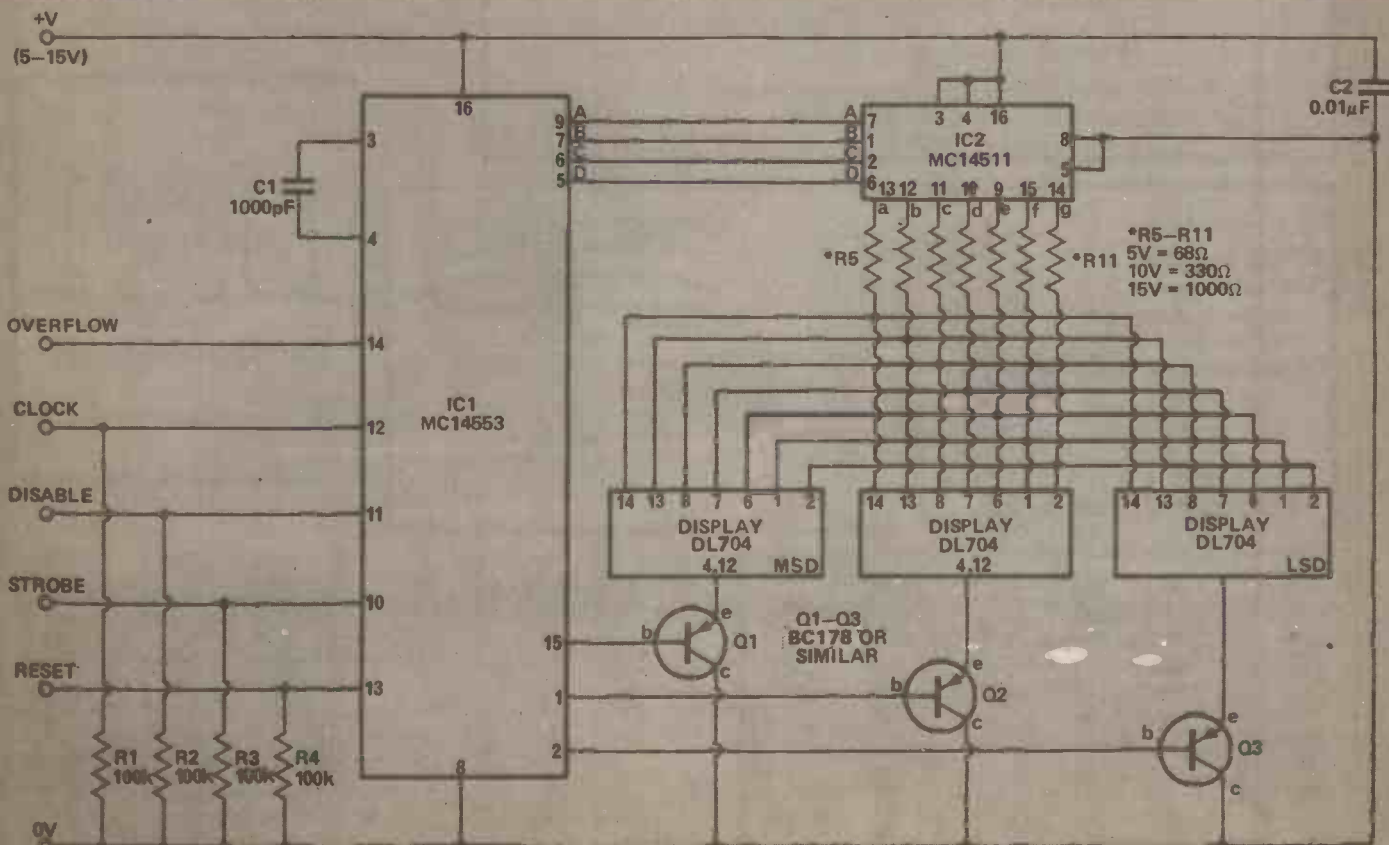 +V
(5–15V)
C2
0.01µF
16
3
4
C1
1000pF
9 A
7 B
6 C
5 D
A 7
B 1
C 2
D 6
3 4 16
IC2
MC14511
8
5
13 12 11 10 9 15 14
a b c d e f g
*R5
*R11
*R5–R11
5V = 68Ω
10V = 330Ω
15V = 1000Ω
OVERFLOW
14
CLOCK
12
IC1
MC14553
DISABLE
11
STROBE
10
RESET
13
14 13 8 7 6 1 2
DISPLAY
DL704
4,12 MSD
14 13 8 7 6 1 2
DISPLAY
DL704
4,12
14 13 8 7 6 1 2
DISPLAY
DL704
LSD
15
b e c Q1
Q1–Q3
BC178 OR
SIMILAR
1
b e c Q2
2
b e c Q3
R1
100k
R2
100k
R3
100k
R4
100k
8
0V